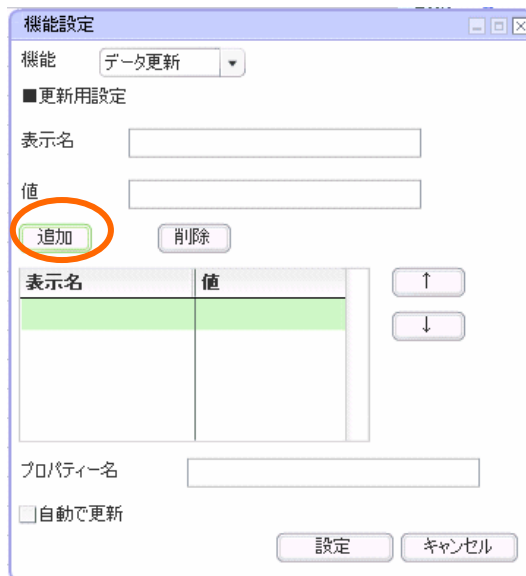 機能設定
機能 データ更新
■更新用設定
表示名
値
追加 削除
表示名 値
↑
↓
プロパティー名
自動で更新
設定 キャンセル